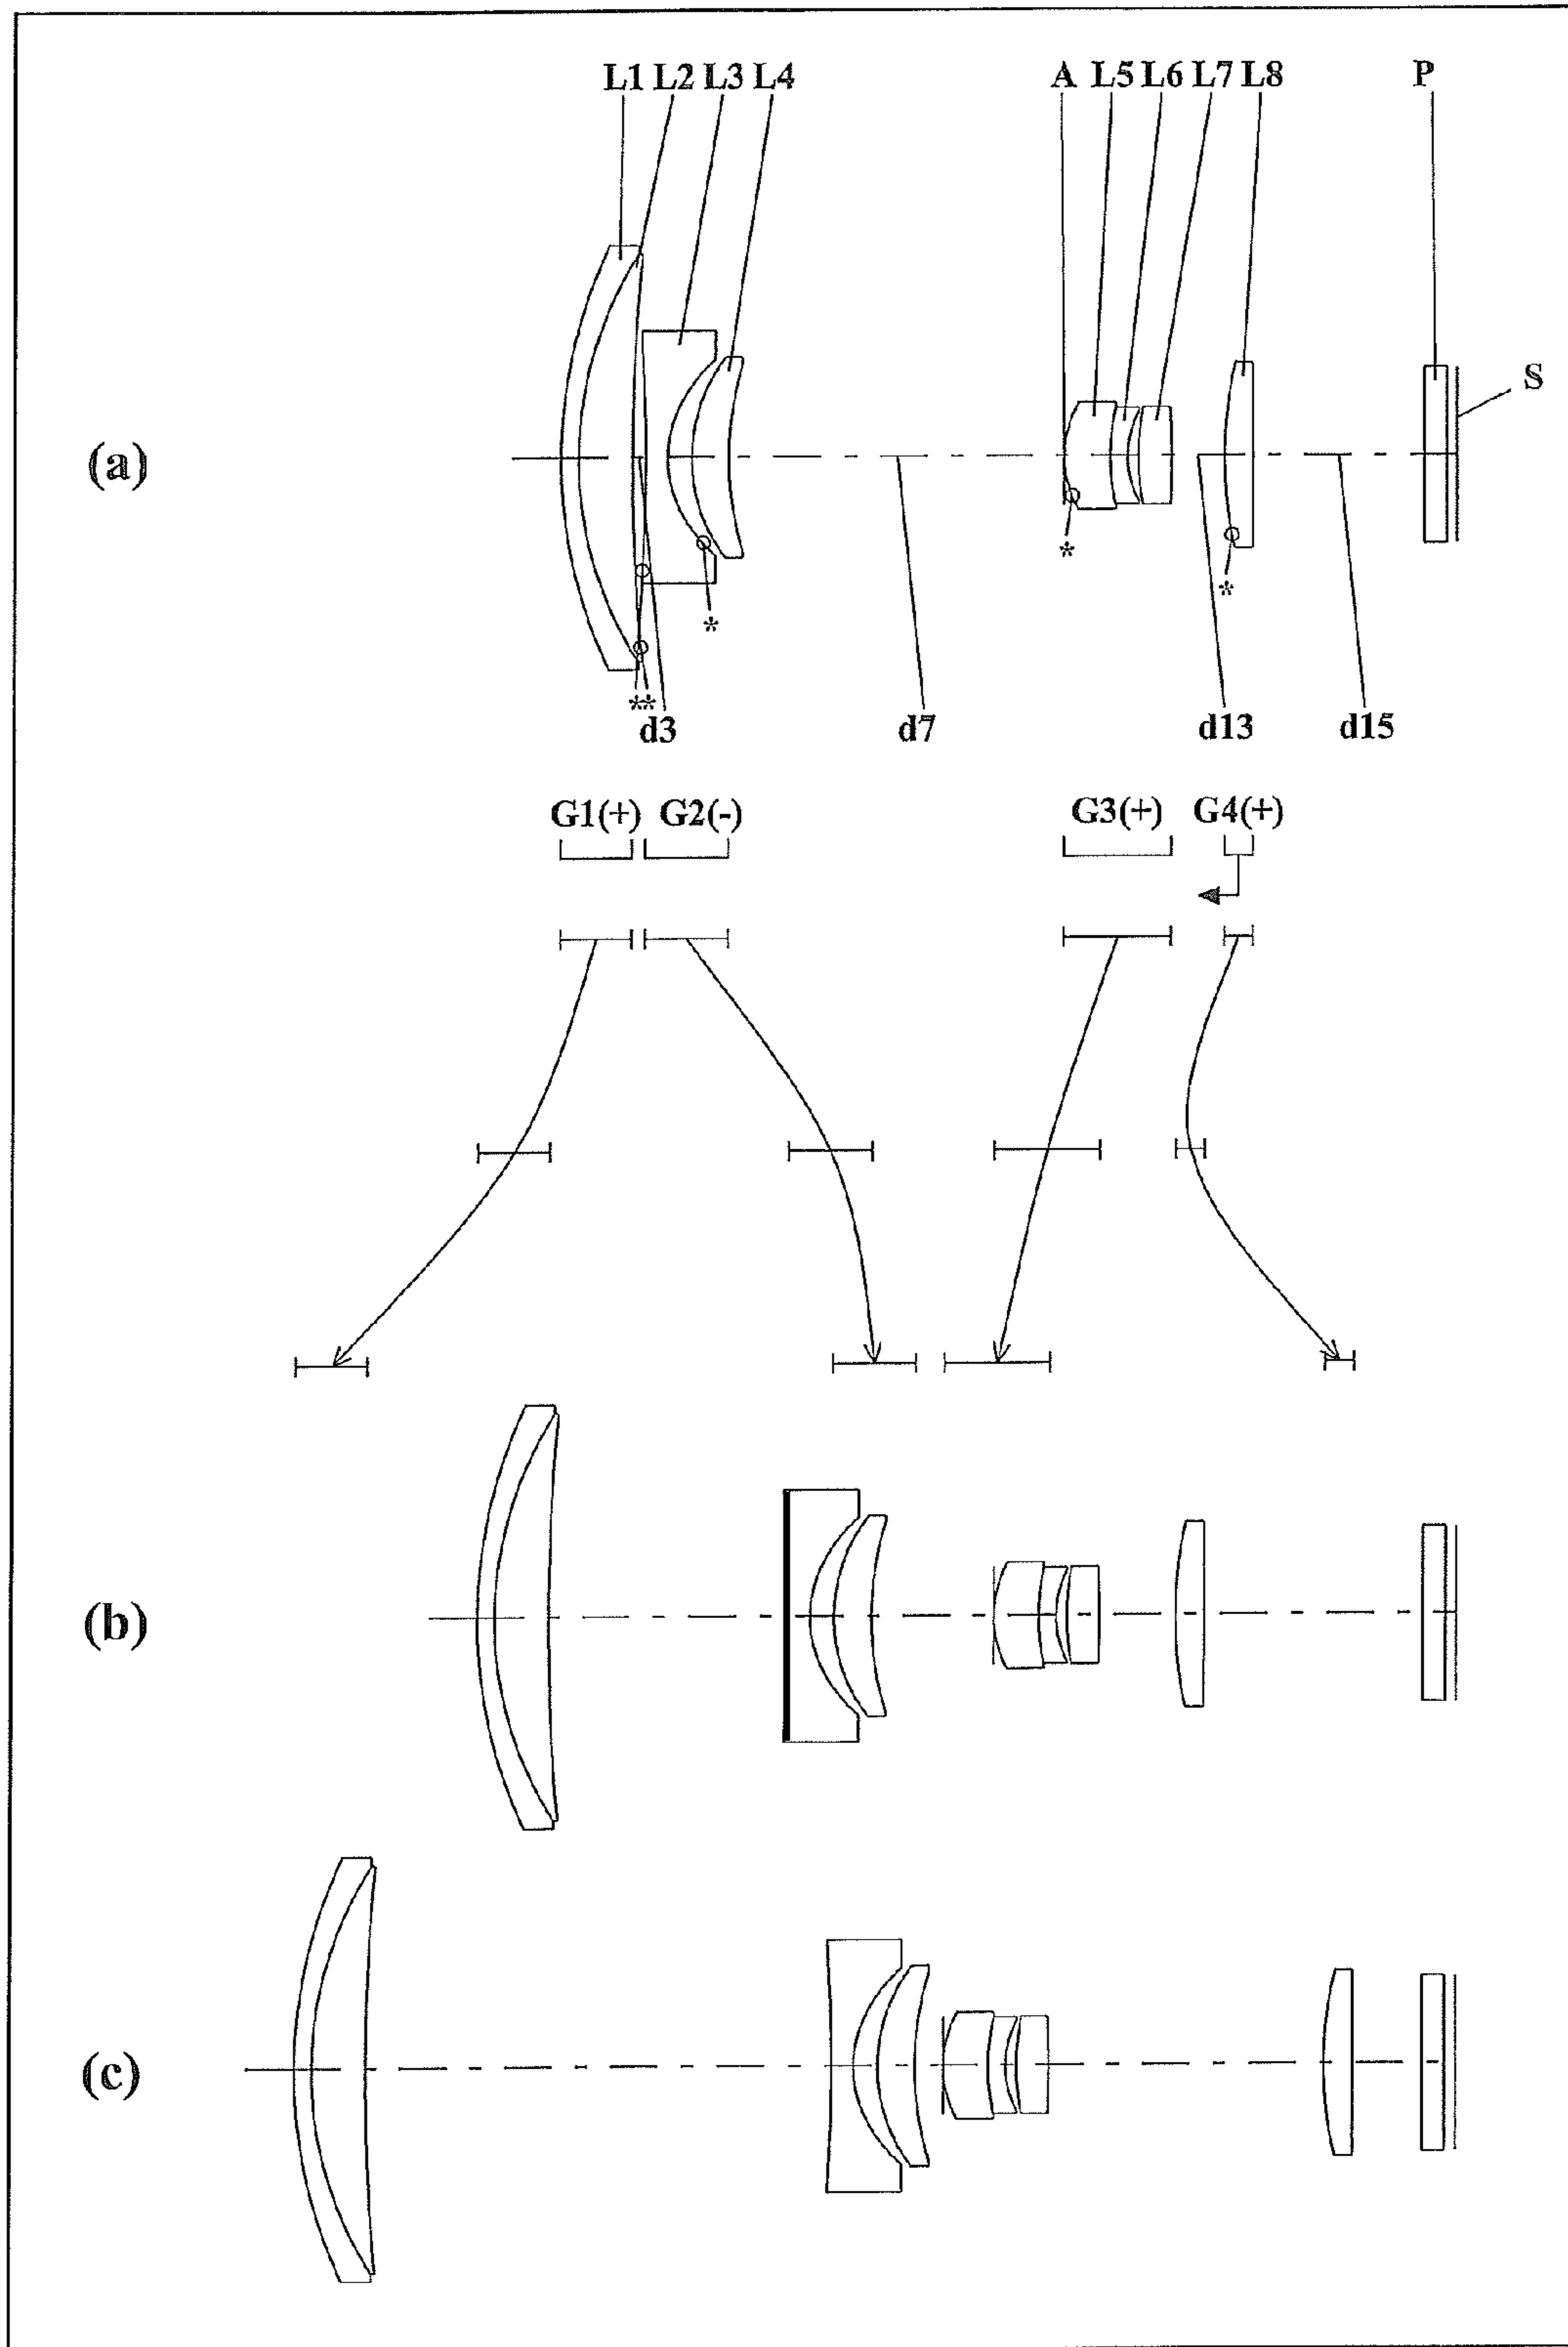 L1 L2 L3 L4 A L5 L6 L7 L8 P
S
(a)
*
*
*
**
d3 d7 d13 d15
G1(+) G2(-) G3(+) G4(+)
(b)
(c)